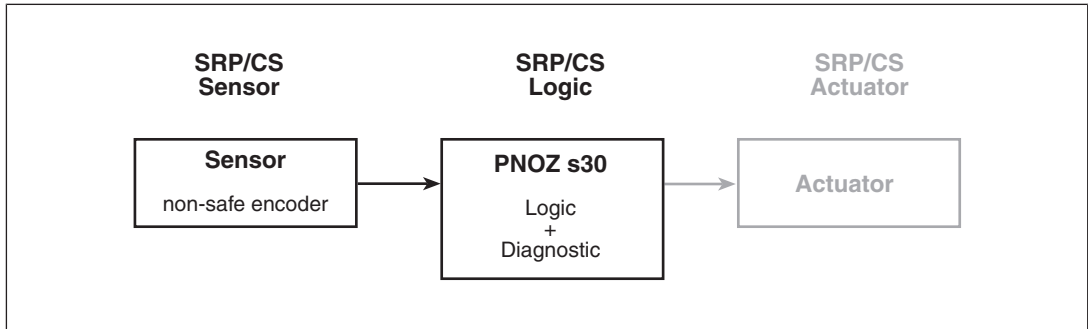 SRP/CS
Sensor
SRP/CS
Logic
SRP/CS
Actuator
Sensor
non-safe encoder
PNOZ s30
Logic
+
Diagnostic
Actuator